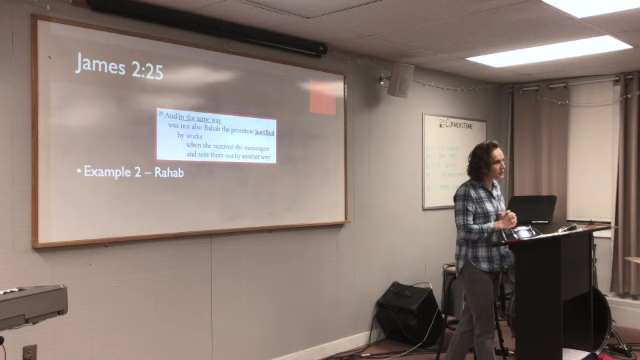 James 2:25
25 And in the same way
was not also Rahab the prostitute justified
by works
when she received the messengers
and sent them out by another way?
• Example 2 – Rahab
CORNERSTONE